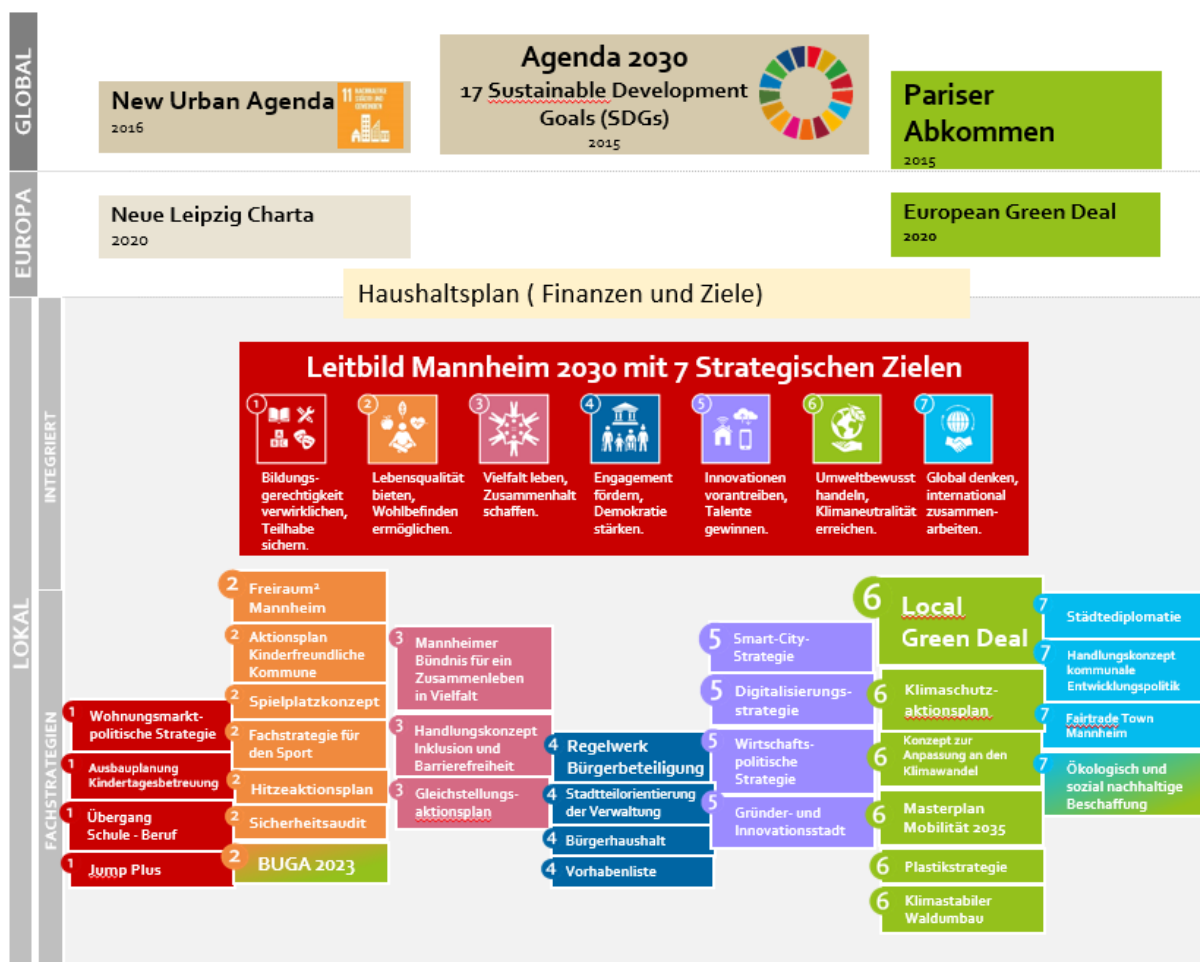 GLOBAL
New Urban Agenda
2016
11 NACHHALTIGE
STÄDTE UND
GEMEINDEN
Agenda 2030
17 Sustainable Development
Goals (SDGs)
2015
Pariser
Abkommen
2015
EUROPA
Neue Leipzig Charta
2020
European Green Deal
2020
Haushaltsplan ( Finanzen und Ziele)
LOKAL
INTEGRIERT
Leitbild Mannheim 2030 mit 7 Strategischen Zielen
1
Bildungs-
gerechtigkeit
verwirklichen,
Teilhabe
sichern.
2
Lebensqualität
bieten,
Wohlbefinden
ermöglichen.
3
Vielfalt leben,
Zusammenhalt
schaffen.
4
Engagement
fördern,
Demokratie
stärken.
5
Innovationen
vorantreiben,
Talente
gewinnen.
6
Umweltbewusst
handeln,
Klimaneutralität
erreichen.
7
Global denken,
international
zusammen-
arbeiten.
FACHSTRATEGIEN
1 Wohnungsmarkt-
politische Strategie
1 Ausbauplanung
Kindertagesbetreuung
1 Übergang
Schule - Beruf
1 Jump Plus
2 Freiraum²
Mannheim
2 Aktionsplan
Kinderfreundliche
Kommune
2 Spielplatzkonzept
2 Fachstrategie für
den Sport
2 Hitzeaktionsplan
2 Sicherheitsaudit
2 BUGA 2023
3 Mannheimer
Bündnis für ein
Zusammenleben
in Vielfalt
3 Handlungskonzept
Inklusion und
Barrierefreiheit
3 Gleichstellungs-
aktionsplan
4 Regelwerk
Bürgerbeteiligung
4 Stadtteilorientierung
der Verwaltung
4 Bürgerhaushalt
4 Vorhabenliste
5 Smart-City-
Strategie
5 Digitalisierungs-
strategie
5 Wirtschafts-
politische
Strategie
5 Gründer- und
Innovationsstadt
6 Local
Green Deal
6 Klimaschutz-
aktionsplan
6 Konzept zur
Anpassung an den
Klimawandel
6 Masterplan
Mobilität 2035
6 Plastikstrategie
6 Klimastabiler
Waldumbau
7 Städtediplomatie
7 Handlungskonzept
kommunale
Entwicklungspolitik
7 Fairtrade Town
Mannheim
7 Ökologisch und
sozial nachhaltige
Beschaffung